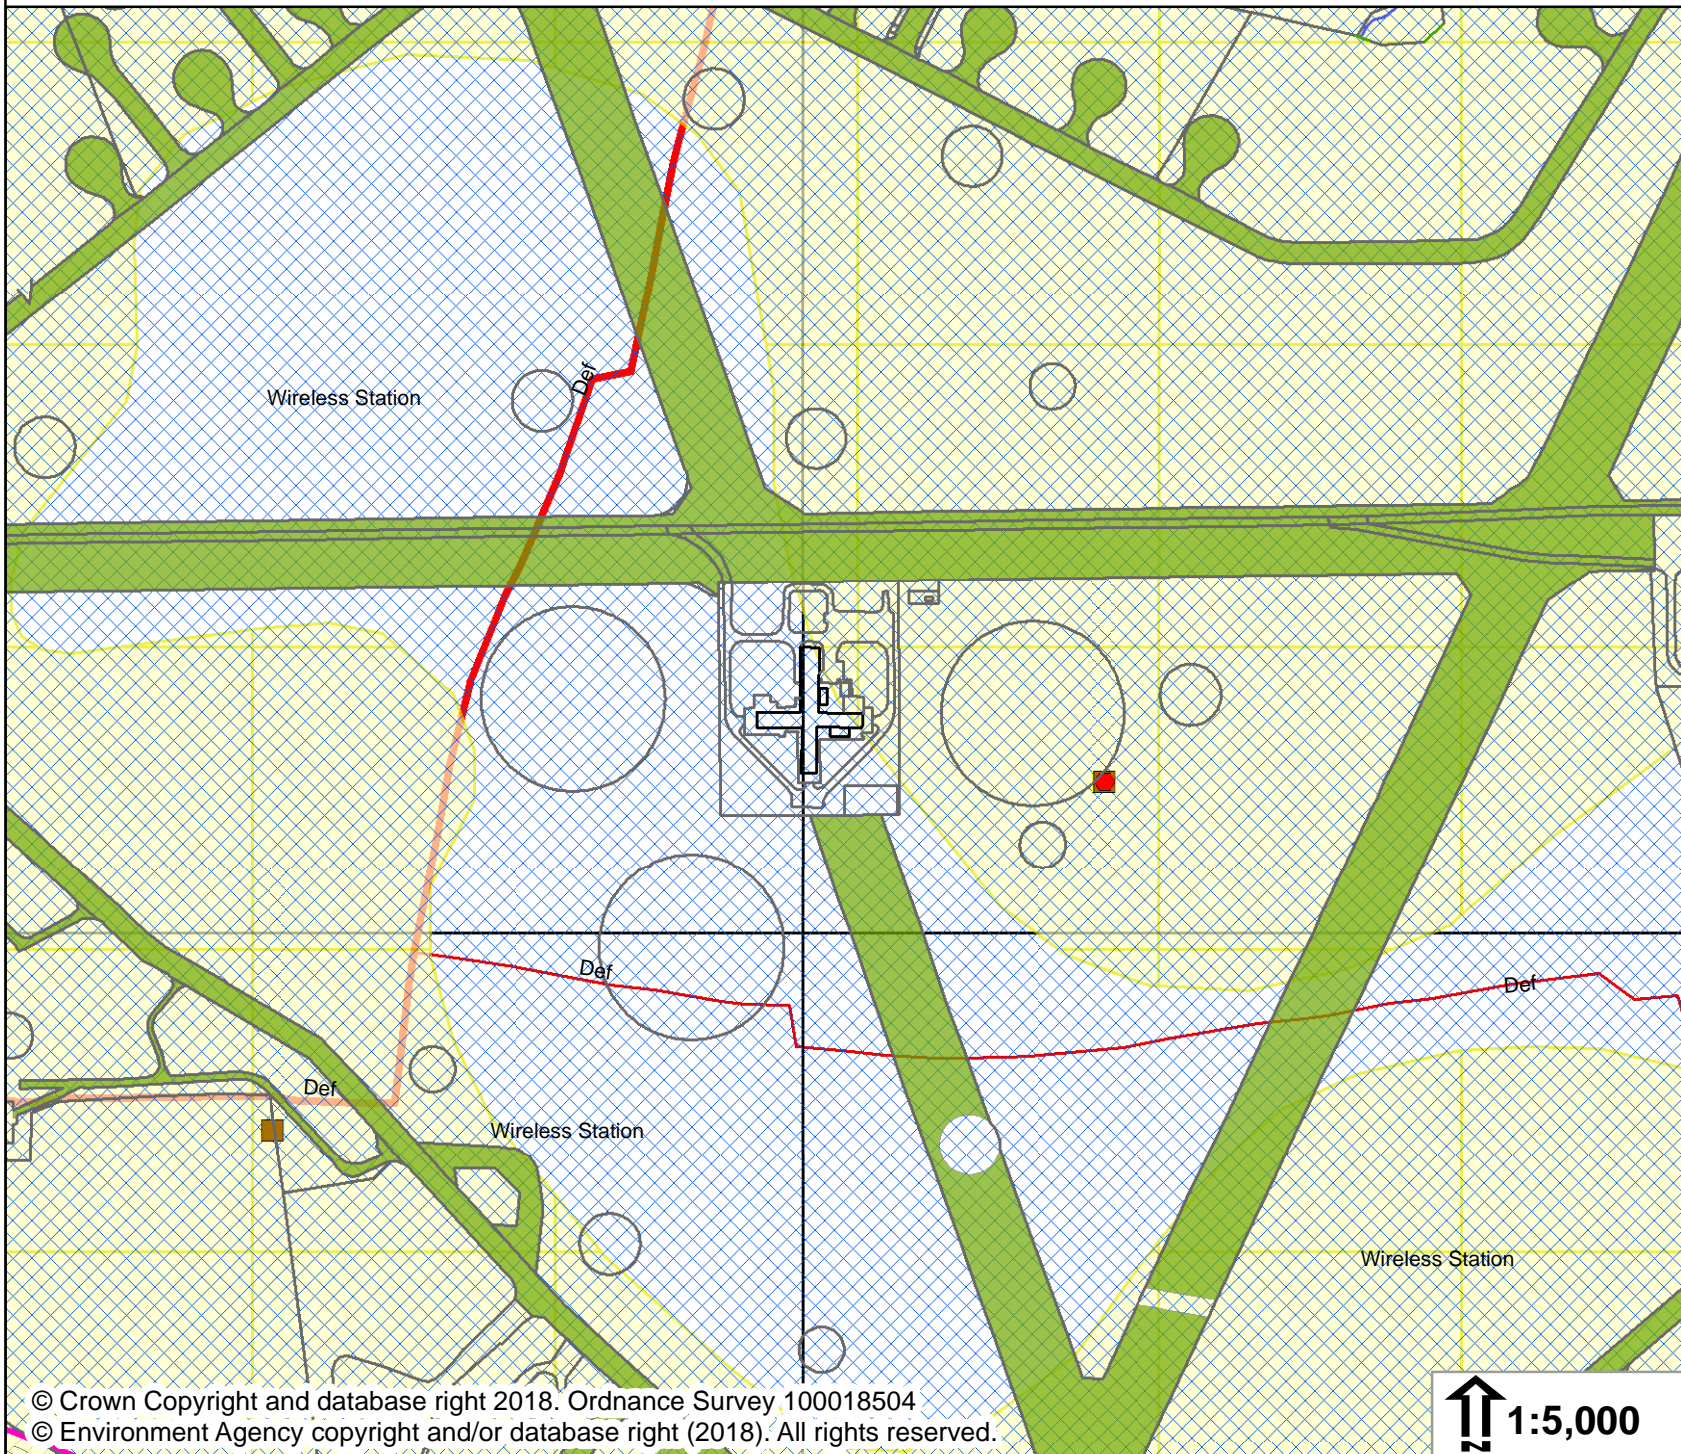 Def
Wireless Station
Def
Def
Def
Wireless Station
Wireless Station
© Crown Copyright and database right 2018. Ordnance Survey 100018504
© Environment Agency copyright and/or database right (2018). All rights reserved.
1:5,000
N